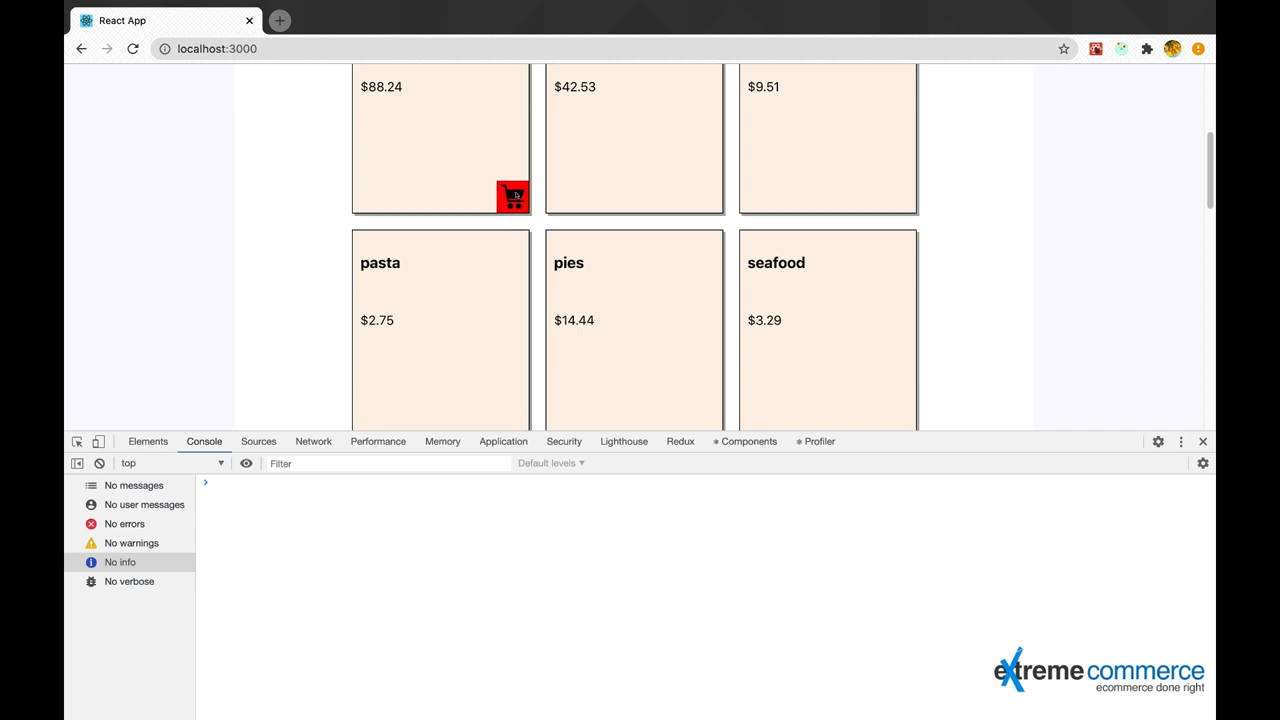 React App
localhost:3000
$88.24 $42.53 $9.51
pasta pies seafood
$2.75 $14.44 $3.29
Elements Console Sources Network Performance Memory Application Security Lighthouse Redux Components Profiler
top Filter Default levels
No messages
No user messages
No errors
No warnings
No info
No verbose
extreme commerce
ecommerce done right